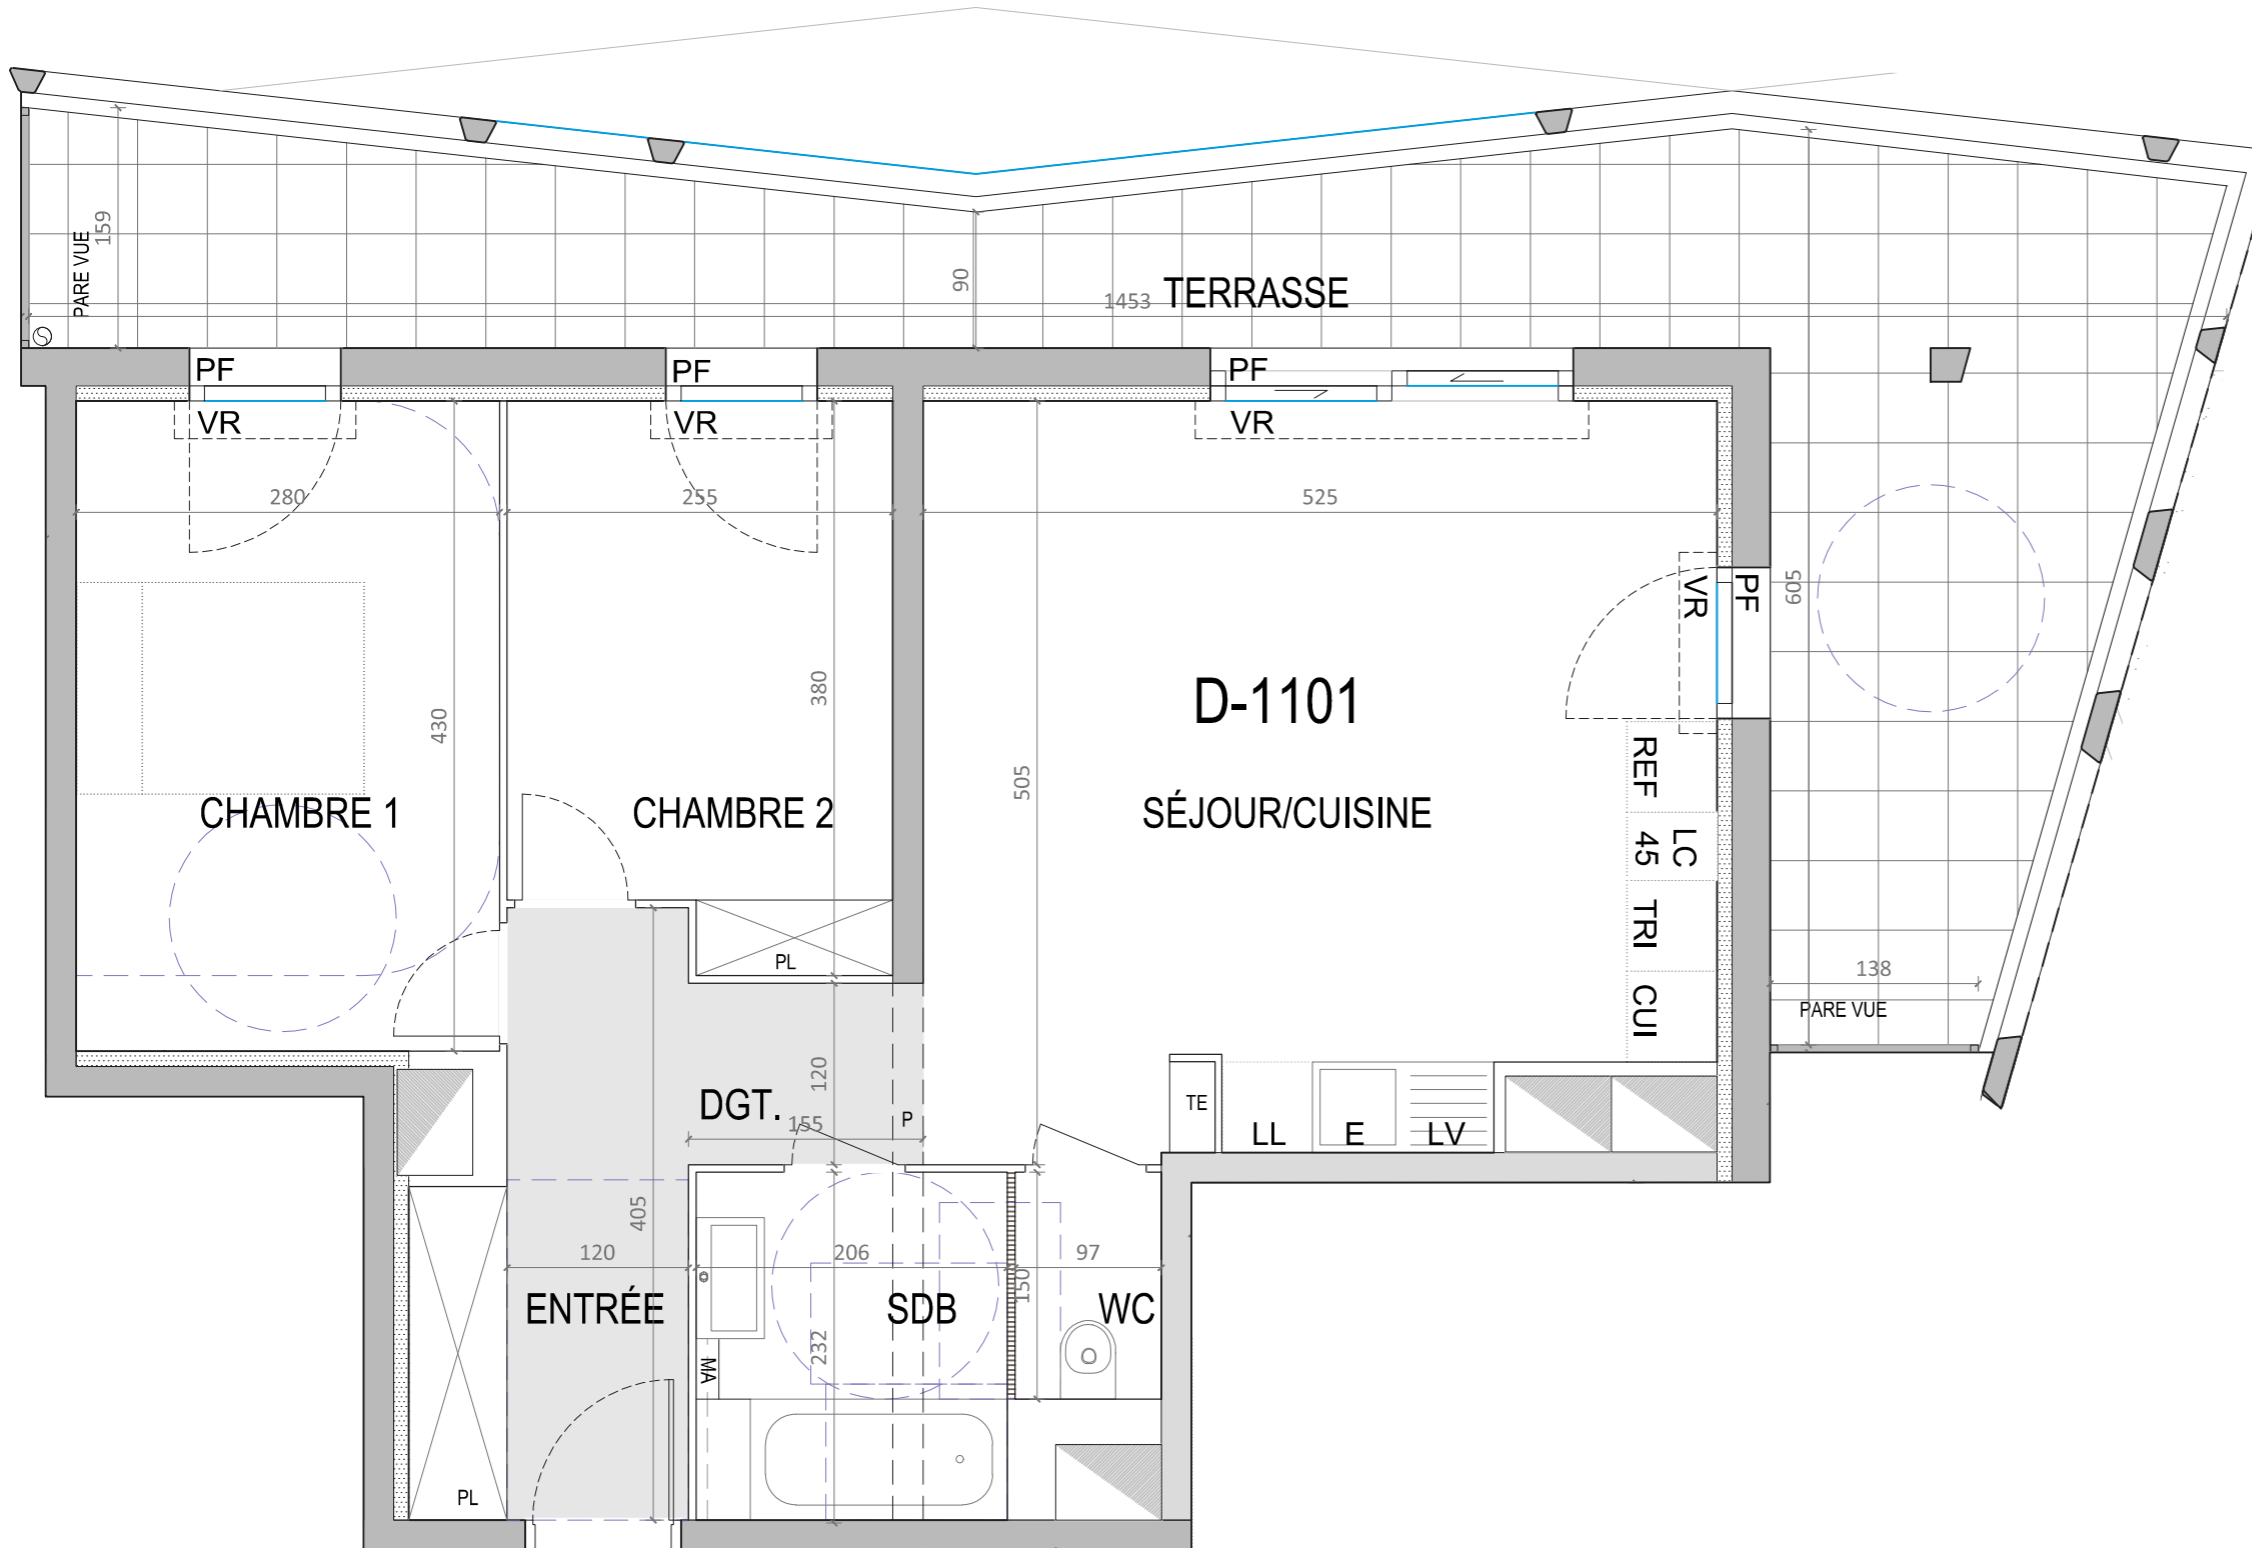 159
PARE VUE
90
1453
TERRASSE
PF
VR
PF
VR
PF
VR
280
255
525
VR
PF
605
430
380
505
D-1101
CHAMBRE 1
CHAMBRE 2
SÉJOUR/CUISINE
REF
LC
45
TRI
CUI
PL
138
PARE VUE
DGT.
120
155
P
TE
LL
E
LV
405
120
206
97
150
ENTRÉE
SDB
WC
232
MA
PL